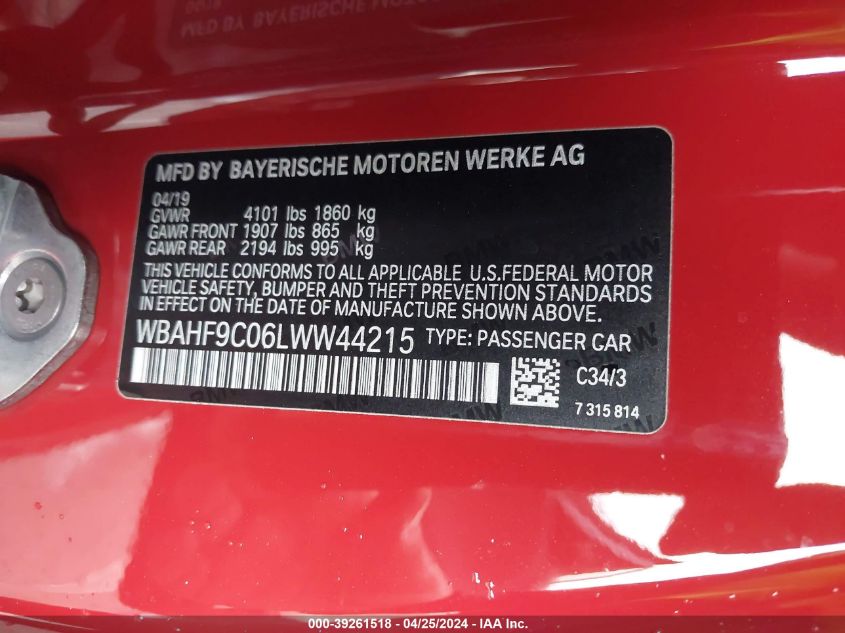 MFD BY BAYERISCHE MOTOREN WERKE AG
04/19
GVWR 4101 lbs 1860 kg
GAWR FRONT 1907 lbs 865 kg
GAWR REAR 2194 lbs 995 kg
THIS VEHICLE CONFORMS TO ALL APPLICABLE U.S.FEDERAL MOTOR
VEHICLE SAFETY, BUMPER AND THEFT PREVENTION STANDARDS
IN EFFECT ON THE DATE OF MANUFACTURE SHOWN ABOVE.
WBAHF9C06LWW44215 TYPE: PASSENGER CAR
C34/3
7 315 814
000-39261518 - 04/25/2024 - IAA Inc.